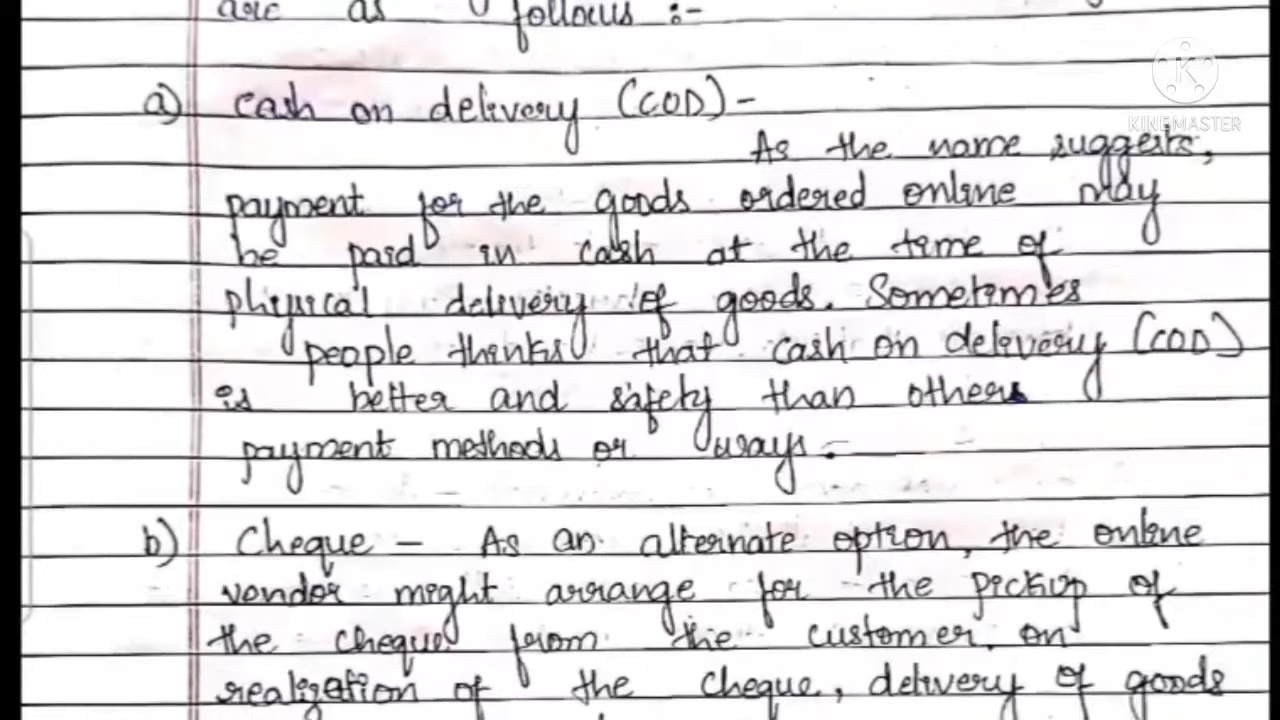 are as follows :-
a) Cash on delivery (COD) -
KINEMASTER
As the name suggests,
payment for the goods ordered online may
be paid in cash at the time of
physical delivery of goods. Sometimes
people thinks that cash on delivery (COD)
is better and safety than others
payment methods or ways.
b) Cheque - As an alternate option, the online
vendor might arrange for the pickup of
the cheque from the customer. on
realization of the cheque, delivery of goods